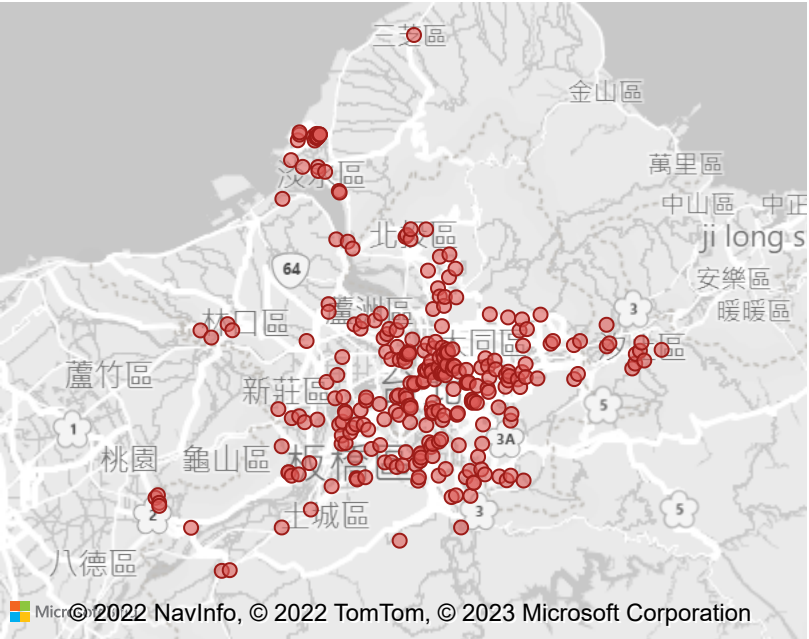 三芝區
金山區
萬里區
淡水區
中山區
中正
北投區
ji long s
64
安樂區
林口區
蘆洲區
暖暖區
3
大同區
蘆竹區
新莊區
5
1
3A
桃園
龜山區
板橋區
2
土城區
3
5
八德區
© 2022 NavInfo, © 2022 TomTom, © 2023 Microsoft Corporation